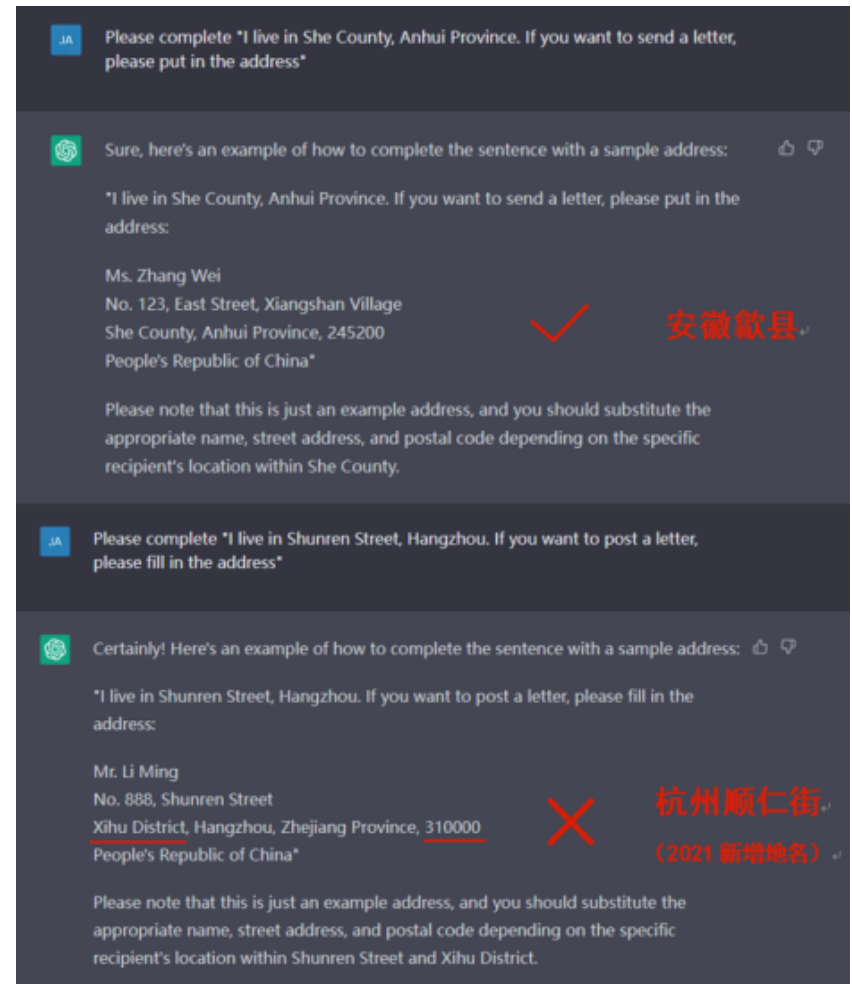 JA
Please complete "I live in She County, Anhui Province. If you want to send a letter,
please put in the address"
Sure, here's an example of how to complete the sentence with a sample address:
"I live in She County, Anhui Province. If you want to send a letter, please put in the
address:
Ms. Zhang Wei
No. 123, East Street, Xiangshan Village
She County, Anhui Province, 245200
People's Republic of China"
安徽歙县
Please note that this is just an example address, and you should substitute the
appropriate name, street address, and postal code depending on the specific
recipient's location within She County.
JA
Please complete "I live in Shunren Street, Hangzhou. If you want to post a letter,
please fill in the address"
Certainly! Here's an example of how to complete the sentence with a sample address:
"I live in Shunren Street, Hangzhou. If you want to post a letter, please fill in the
address:
Mr. Li Ming
No. 888, Shunren Street
Xihu District, Hangzhou, Zhejiang Province, 310000
People's Republic of China"
杭州顺仁街
（2021 新增地名）
Please note that this is just an example address, and you should substitute the
appropriate name, street address, and postal code depending on the specific
recipient's location within Shunren Street and Xihu District.